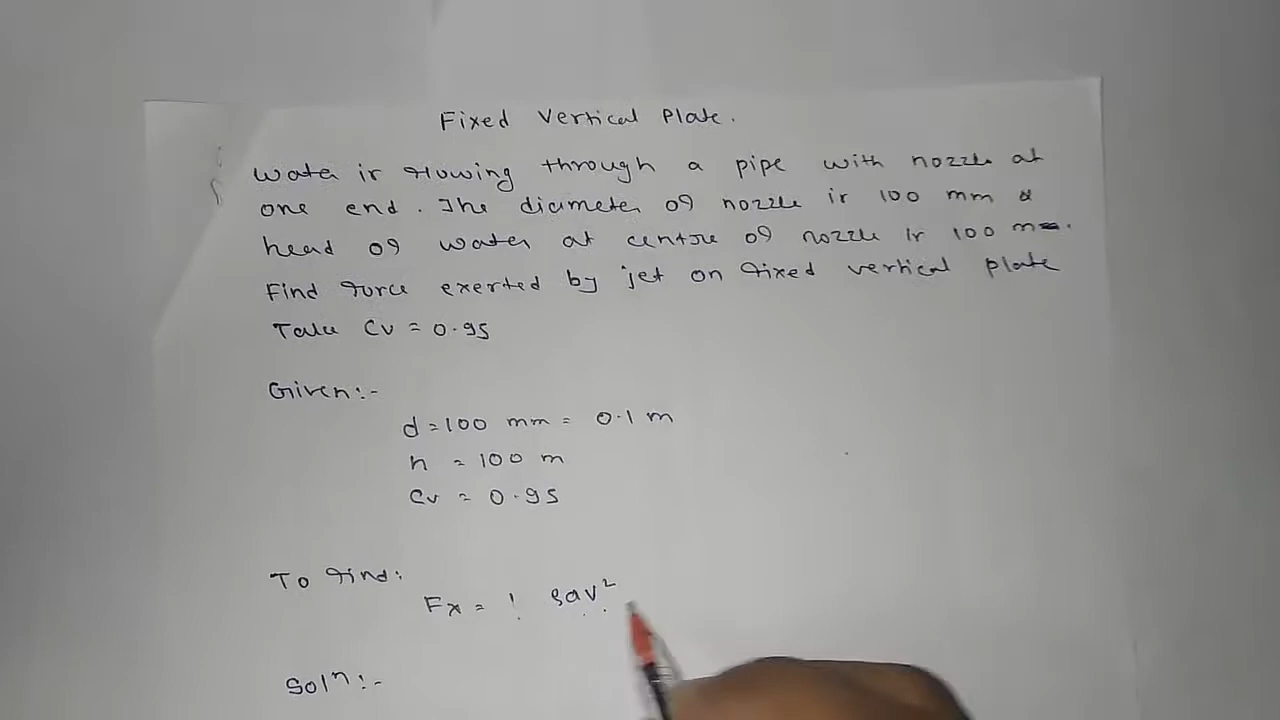 Fixed Vertical Plate.
Water is flowing through a pipe with nozzle at
one end. The diameter of nozzle is 100 mm &
head of water at centre of nozzle is 100 m.
Find force exerted by jet on fixed vertical plate
Take Cv = 0.95
Given:-
d = 100 mm = 0.1 m
h = 100 m
Cv = 0.95
To find:
Fx = ! ρav²
Solⁿ:-